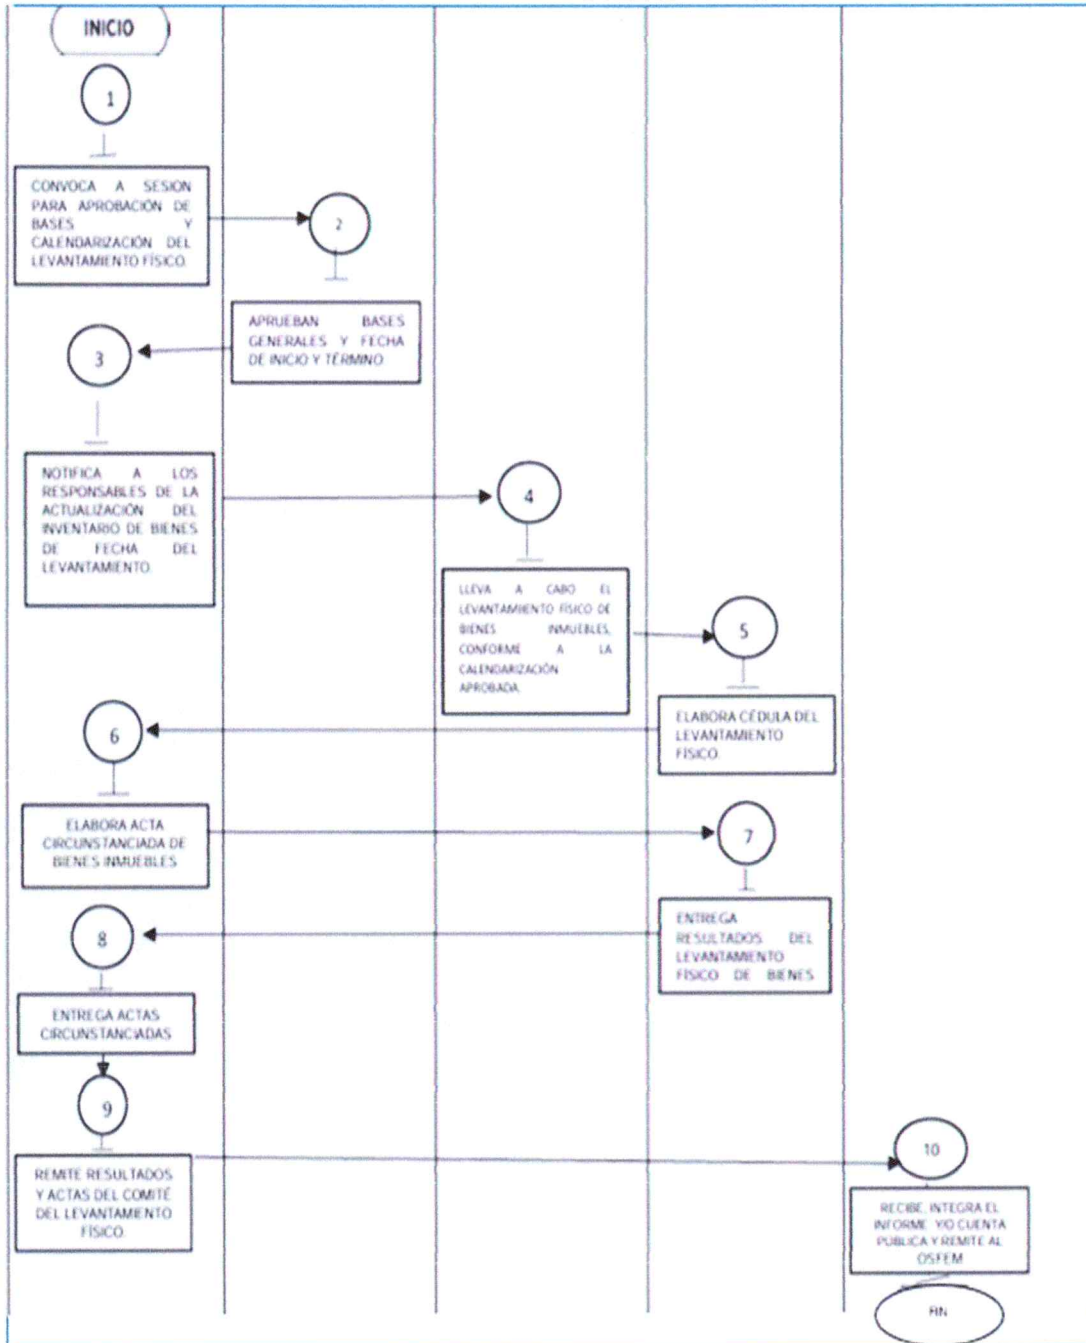 INICIO
1
CONVOCA A SESION
PARA APROBACIÓN DE
BASES Y
CALENDARIZACIÓN DEL
LEVANTAMIENTO FÍSICO.
2
APRUEBAN BASES
GENERALES Y FECHA
DE INICIO Y TÉRMINO.
3
NOTIFICA A LOS
RESPONSABLES DE LA
ACTUALIZACIÓN DEL
INVENTARIO DE BIENES
DE FECHA DEL
LEVANTAMIENTO.
4
LLEVA A CABO EL
LEVANTAMIENTO FÍSICO DE
BIENES INMUEBLES,
CONFORME A LA
CALENDARIZACIÓN
APROBADA.
5
ELABORA CÉDULA DEL
LEVANTAMIENTO
FÍSICO.
6
ELABORA ACTA
CIRCUNSTANCIADA DE
BIENES INMUEBLES
7
ENTREGA
RESULTADOS DEL
LEVANTAMIENTO
FÍSICO DE BIENES
8
ENTREGA ACTAS
CIRCUNSTANCIADAS
9
REMITE RESULTADOS
Y ACTAS DEL COMITÉ
DEL LEVANTAMIENTO
FÍSICO.
10
RECIBE, INTEGRA EL
INFORME Y/O CUENTA
PÚBLICA Y REMITE AL
OSFEM
FIN